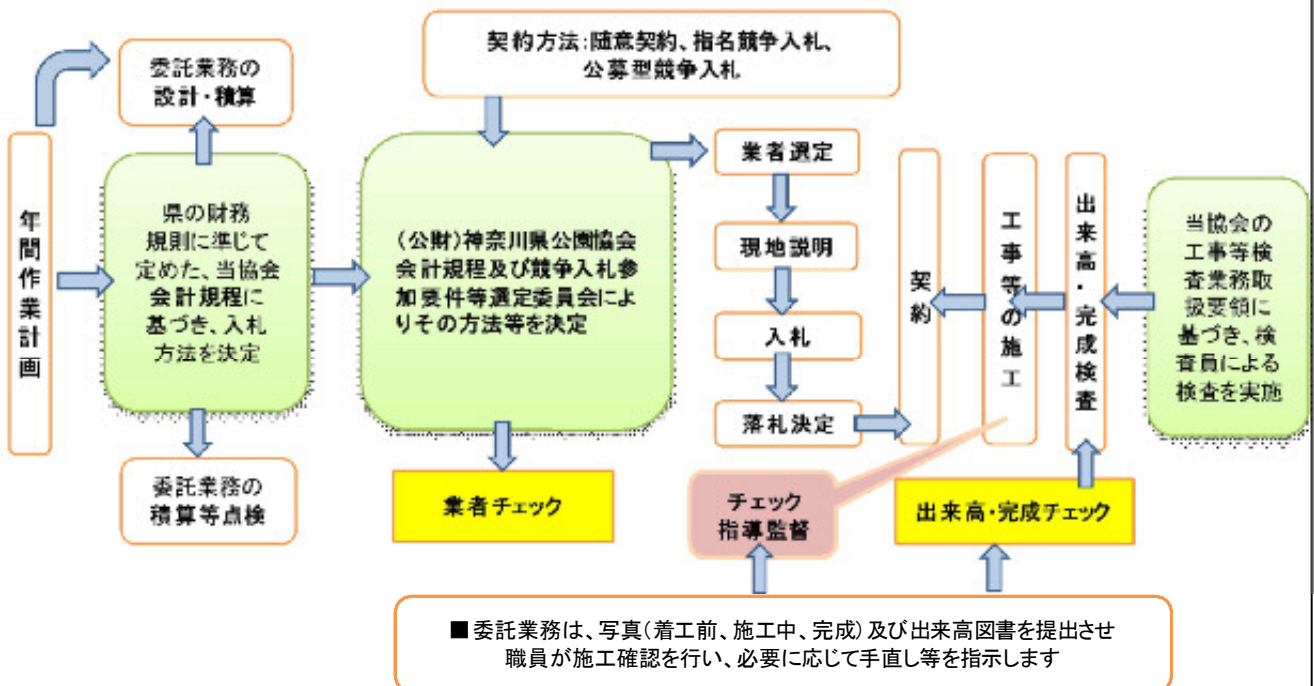 契約方法：随意契約、指名競争入札、
公募型競争入札
委託業務の
設計・積算
年間作業計画
県の財務
規則に準じて
定めた、当協会
会計規程に
基づき、入札
方法を決定
委託業務の
積算等点検
（公財）神奈川県公園協会
会計規程及び競争入札参
加要件等選定委員会によ
りその方法等を決定
業者チェック
業者選定
現地説明
入札
落札決定
契約
工事等の施工
出来高・完成検査
当協会の
工事等検
査業務取
扱要領に
基づき、検
査員による
検査を実施
チェック
指導監督
出来高・完成チェック
■委託業務は、写真（着工前、施工中、完成）及び出来高図書を提出させ
職員が施工確認を行い、必要に応じて手直し等を指示します